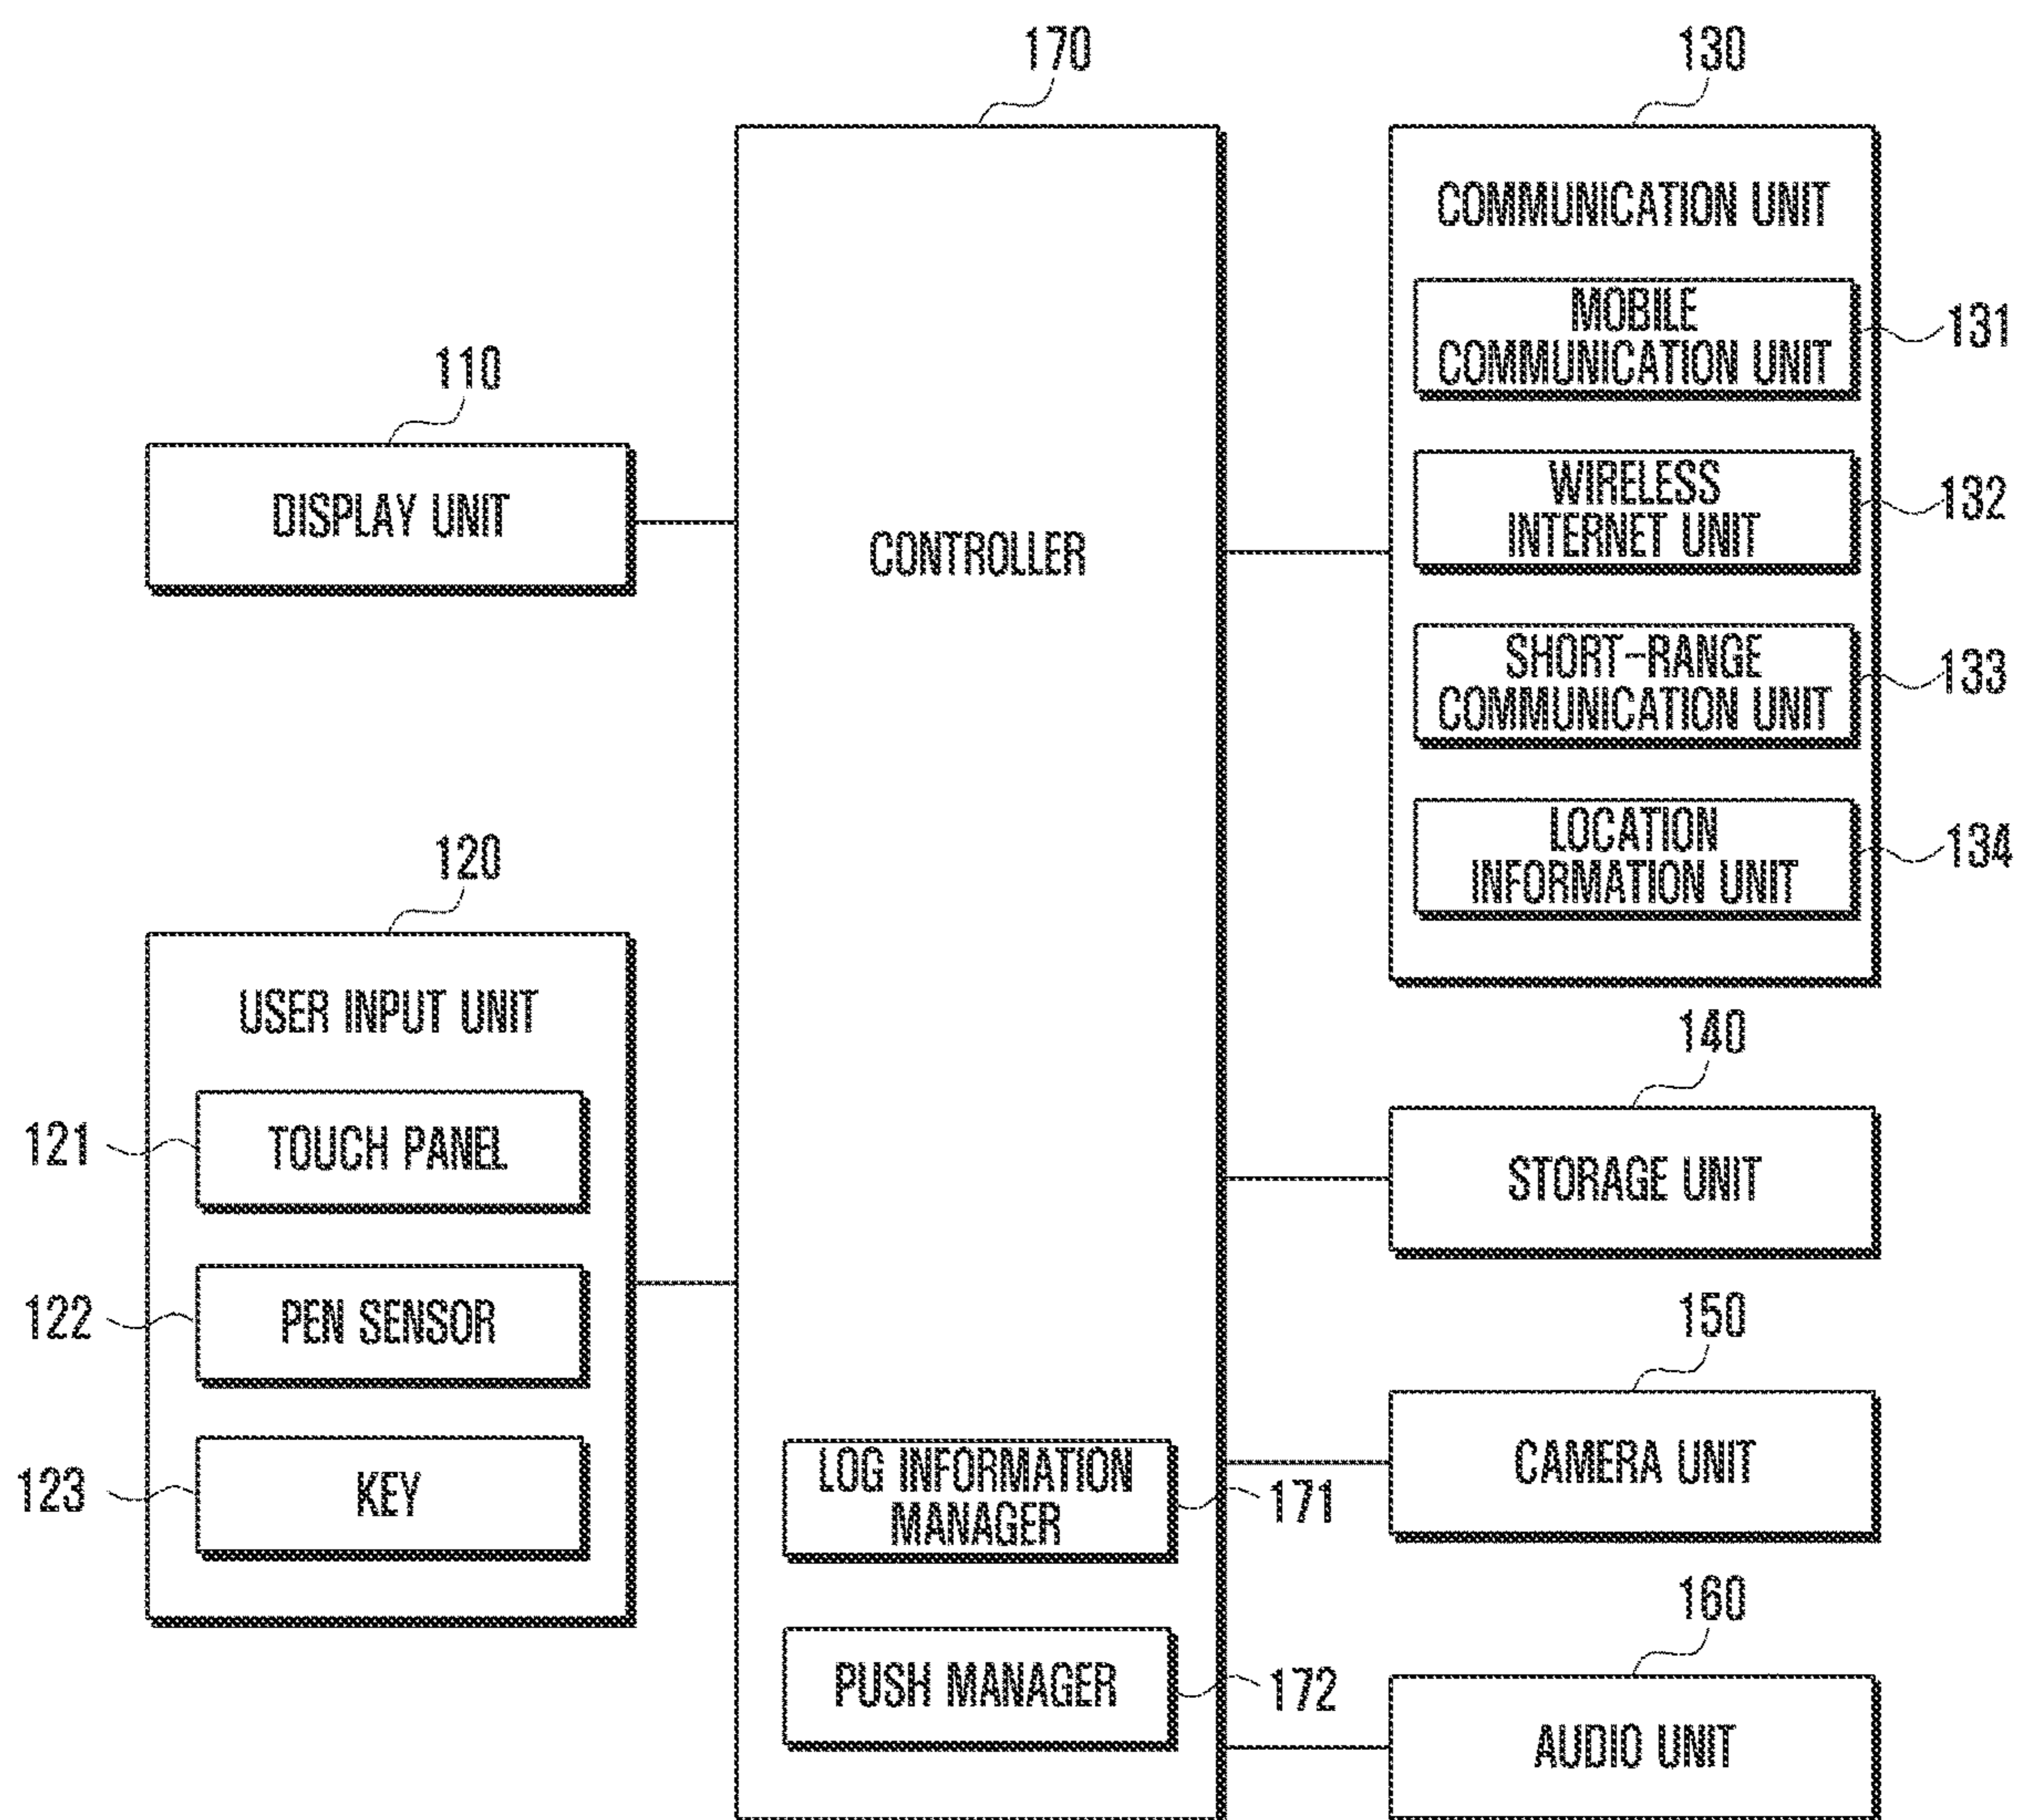 170
130
COMMUNICATION UNIT
MOBILE
COMMUNICATION UNIT
131
110
WIRELESS
INTERNET UNIT
132
DISPLAY UNIT
CONTROLLER
SHORT-RANGE
COMMUNICATION UNIT
133
LOCATION
INFORMATION UNIT
134
120
USER INPUT UNIT
140
121
TOUCH PANEL
STORAGE UNIT
122
PEN SENSOR
150
123
KEY
LOG INFORMATION
MANAGER
171
CAMERA UNIT
160
PUSH MANAGER
172
AUDIO UNIT